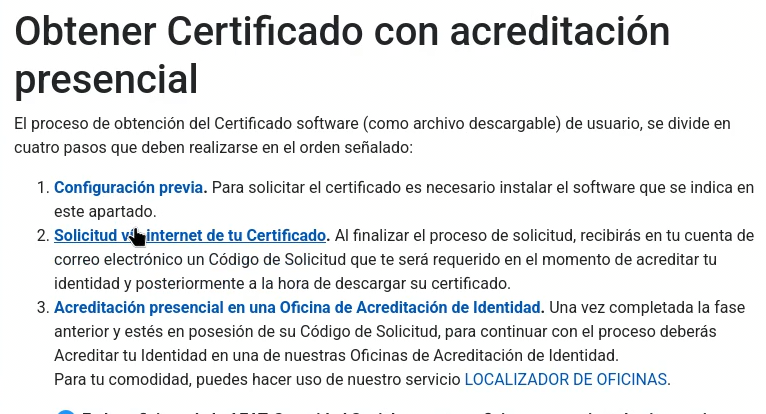 Obtener Certificado con acreditación
presencial
El proceso de obtención del Certificado software (como archivo descargable) de usuario, se divide en
cuatro pasos que deben realizarse en el orden señalado:
1. Configuración previa. Para solicitar el certificado es necesario instalar el software que se indica en
este apartado.
2. Solicitud vía internet de tu Certificado. Al finalizar el proceso de solicitud, recibirás en tu cuenta de
correo electrónico un Código de Solicitud que te será requerido en el momento de acreditar tu
identidad y posteriormente a la hora de descargar su certificado.
3. Acreditación presencial en una Oficina de Acreditación de Identidad. Una vez completada la fase
anterior y estés en posesión de su Código de Solicitud, para continuar con el proceso deberás
Acreditar tu Identidad en una de nuestras Oficinas de Acreditación de Identidad.
Para tu comodidad, puedes hacer uso de nuestro servicio LOCALIZADOR DE OFICINAS.